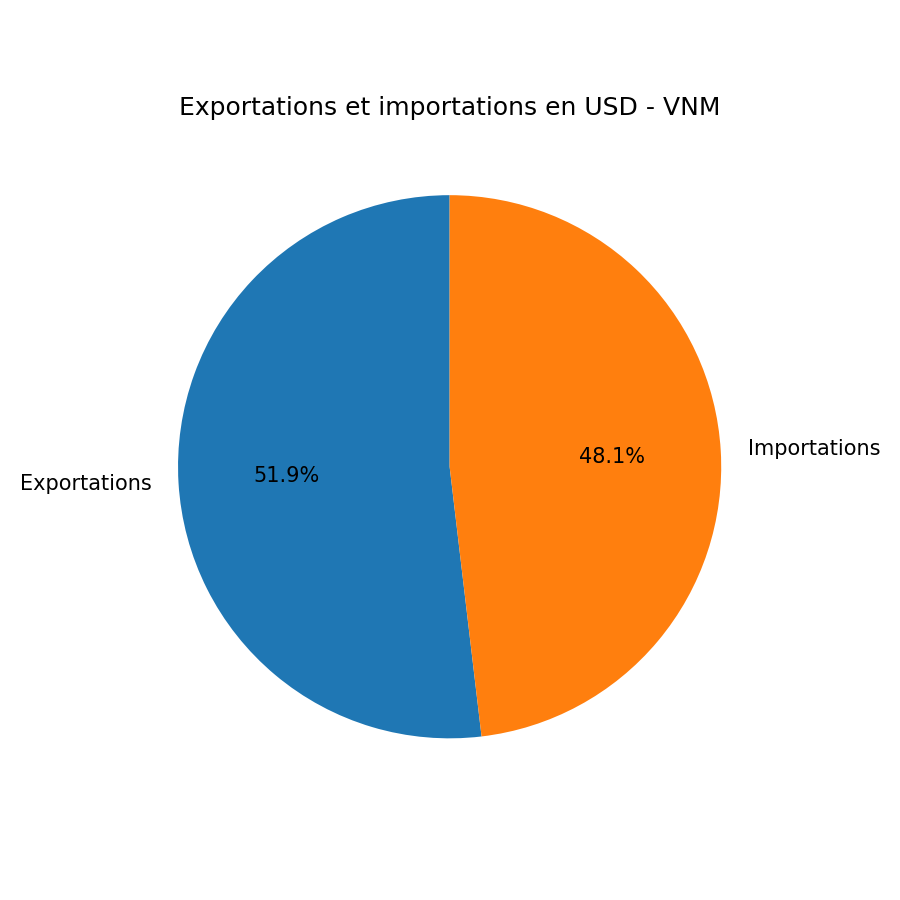 Exportations et importations en USD - VNM
Importations
48.1%
51.9%
Exportations